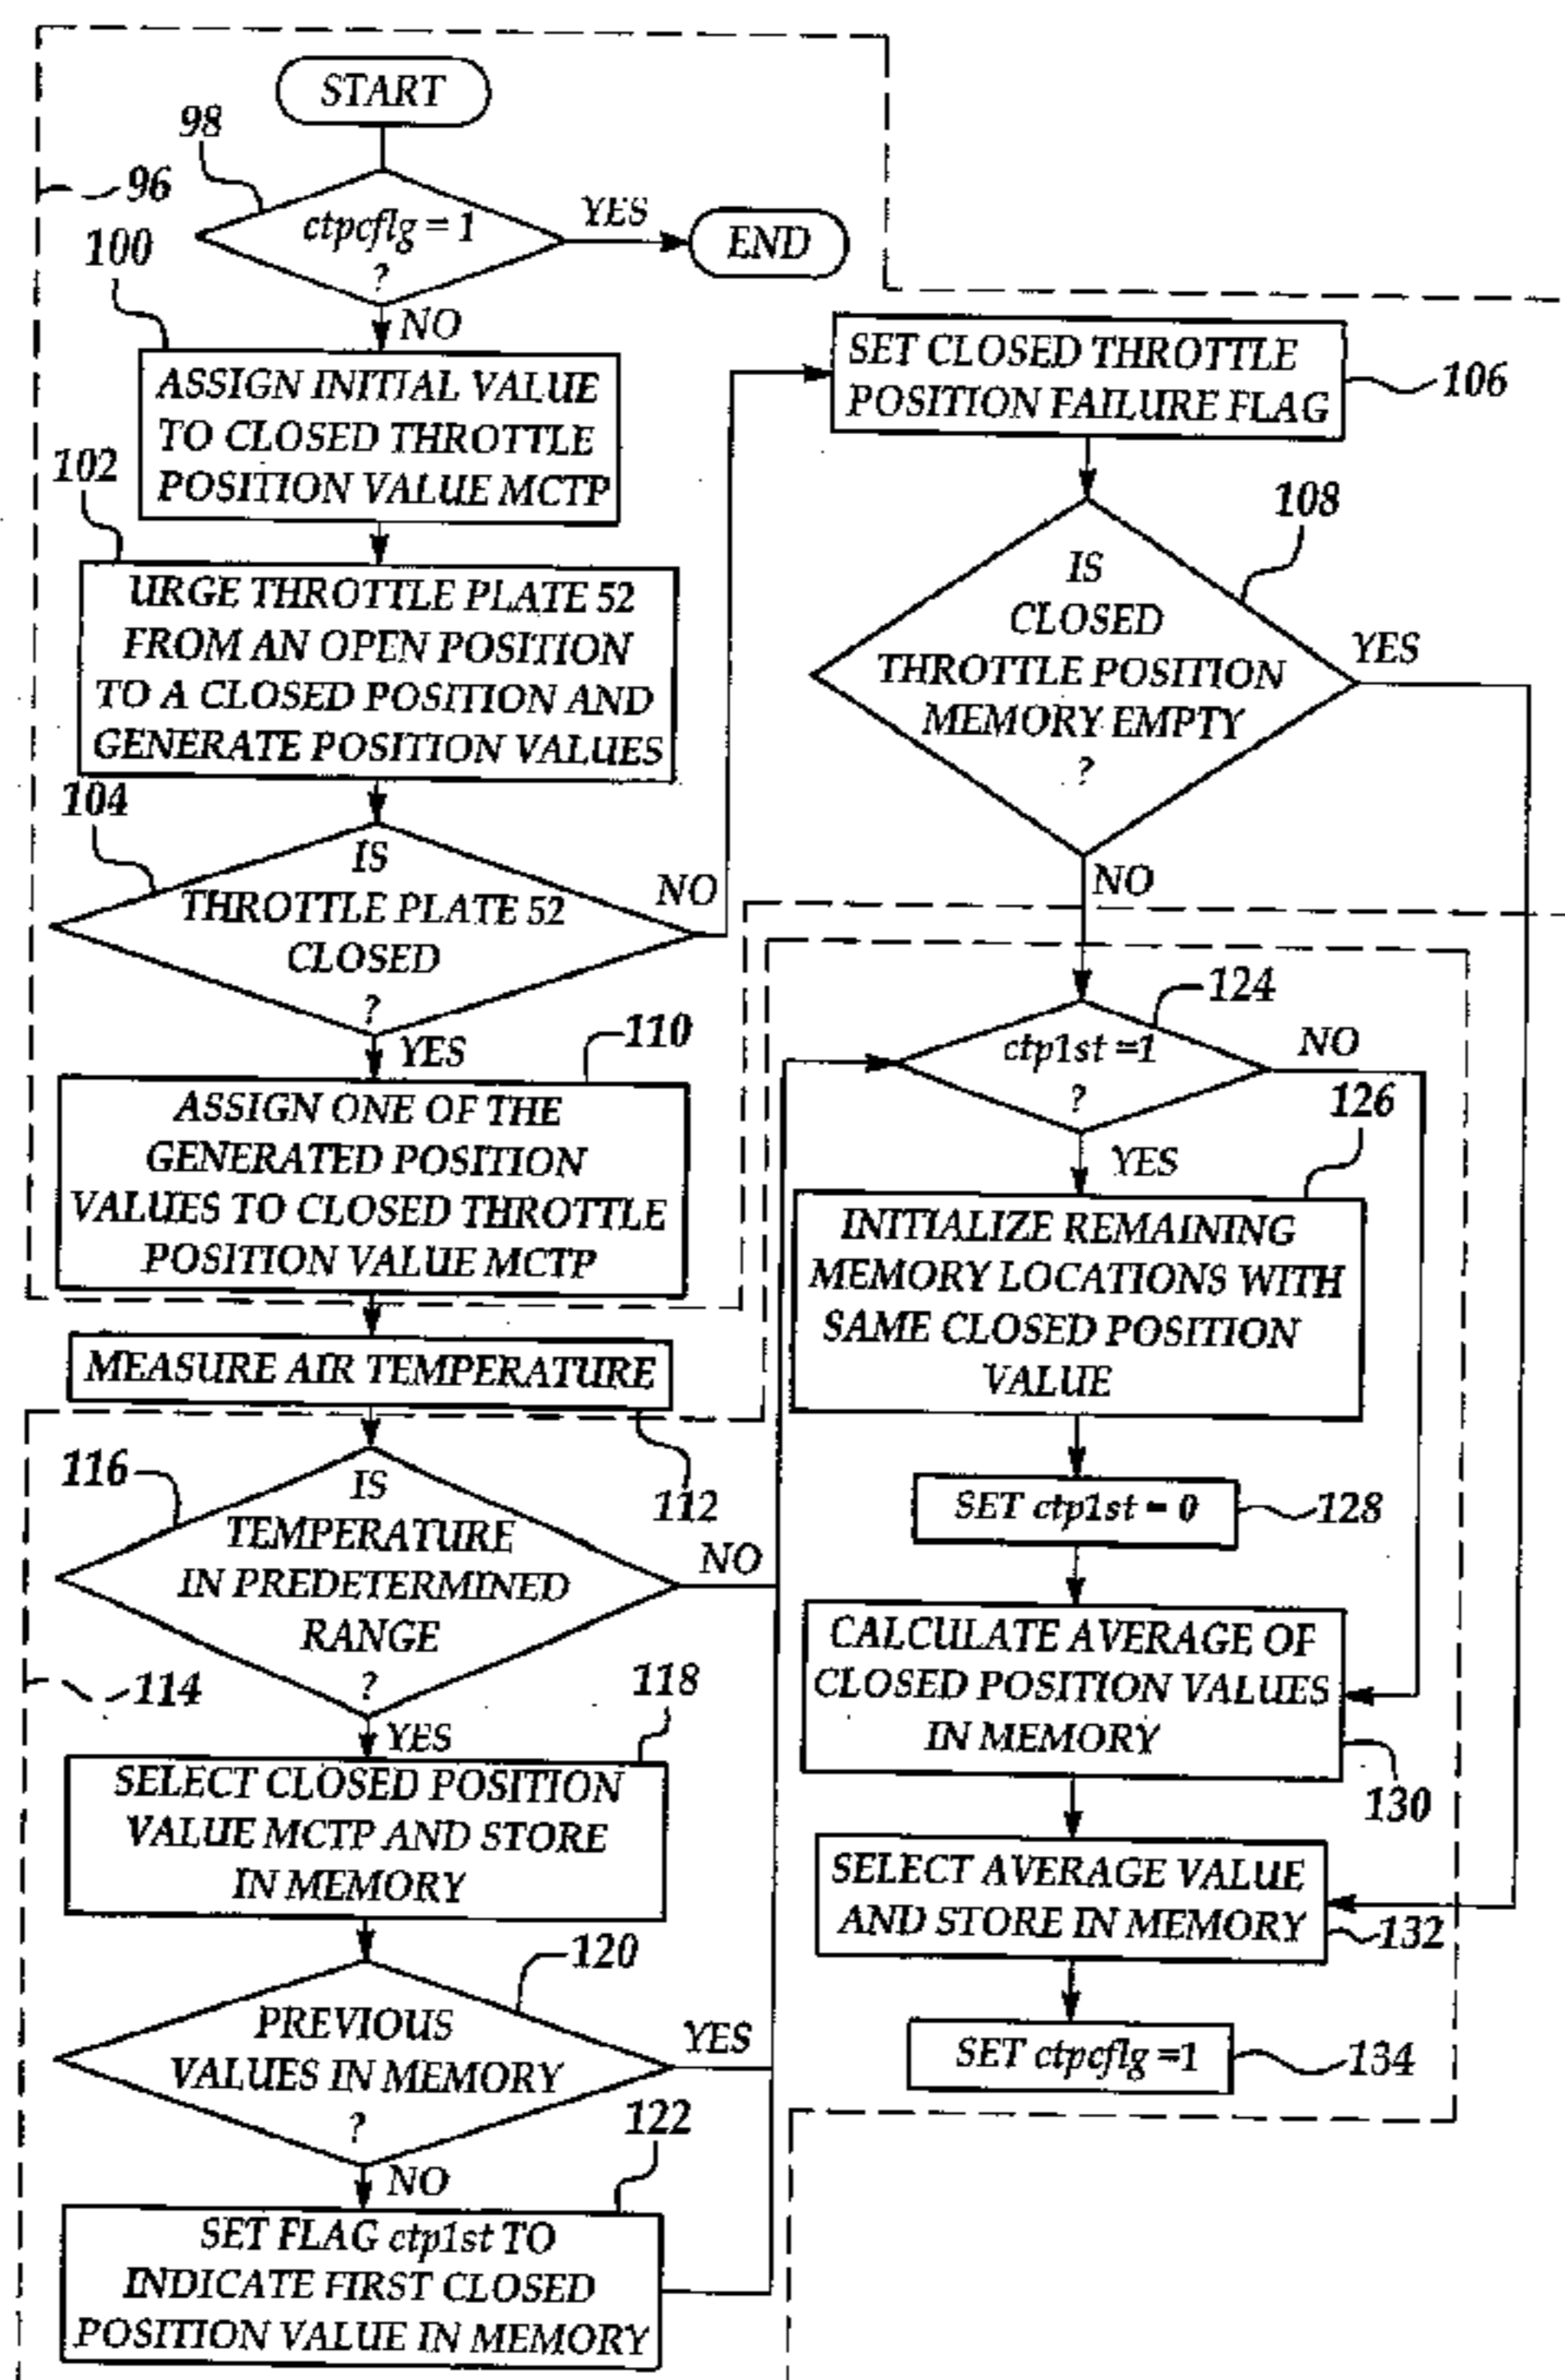 START
98
96
ctpcflg = 1
?
YES
END
NO
100
ASSIGN INITIAL VALUE
TO CLOSED THROTTLE
POSITION VALUE MCTP
102
URGE THROTTLE PLATE 52
FROM AN OPEN POSITION
TO A CLOSED POSITION AND
GENERATE POSITION VALUES
104
IS
THROTTLE PLATE 52
CLOSED
?
NO
YES
110
ASSIGN ONE OF THE
GENERATED POSITION
VALUES TO CLOSED THROTTLE
POSITION VALUE MCTP
MEASURE AIR TEMPERATURE
112
116
IS
TEMPERATURE
IN PREDETERMINED
RANGE
?
NO
114
YES
118
SELECT CLOSED POSITION
VALUE MCTP AND STORE
IN MEMORY
120
PREVIOUS
VALUES IN MEMORY
?
YES
NO
122
SET FLAG ctp1st TO
INDICATE FIRST CLOSED
POSITION VALUE IN MEMORY
SET CLOSED THROTTLE
POSITION FAILURE FLAG
106
108
IS
CLOSED
THROTTLE POSITION
MEMORY EMPTY
?
YES
NO
124
ctp1st =1
?
NO
YES
126
INITIALIZE REMAINING
MEMORY LOCATIONS WITH
SAME CLOSED POSITION
VALUE
SET ctp1st = 0
128
CALCULATE AVERAGE OF
CLOSED POSITION VALUES
IN MEMORY
130
SELECT AVERAGE VALUE
AND STORE IN MEMORY
132
SET ctpcflg =1
134